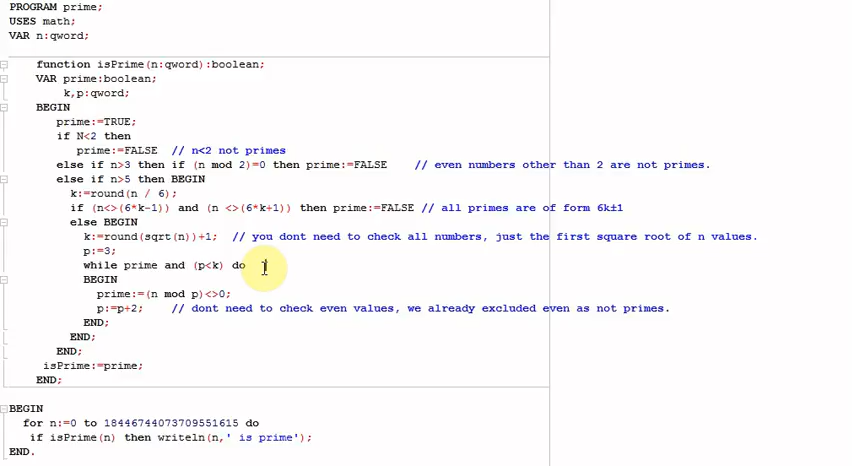 PROGRAM prime;
USES math;
VAR n:qword;
function isPrime(n:qword):boolean;
VAR prime:boolean;
k,p:qword;
BEGIN
prime:=TRUE;
if N<2 then
prime:=FALSE // n<2 not primes
else if n>3 then if (n mod 2)=0 then prime:=FALSE // even numbers other than 2 are not primes.
else if n>5 then BEGIN
k:=round(n / 6);
if (n<>(6*k-1)) and (n <>(6*k+1)) then prime:=FALSE // all primes are of form 6k±1
else BEGIN
k:=round(sqrt(n))+1; // you dont need to check all numbers, just the first square root of n values.
p:=3;
while prime and (p<k) do
BEGIN
prime:=(n mod p)<>0;
p:=p+2; // dont need to check even values, we already excluded even as not primes.
END;
END;
END;
isPrime:=prime;
END;
BEGIN
for n:=0 to 18446744073709551615 do
if isPrime(n) then writeln(n,' is prime');
END.